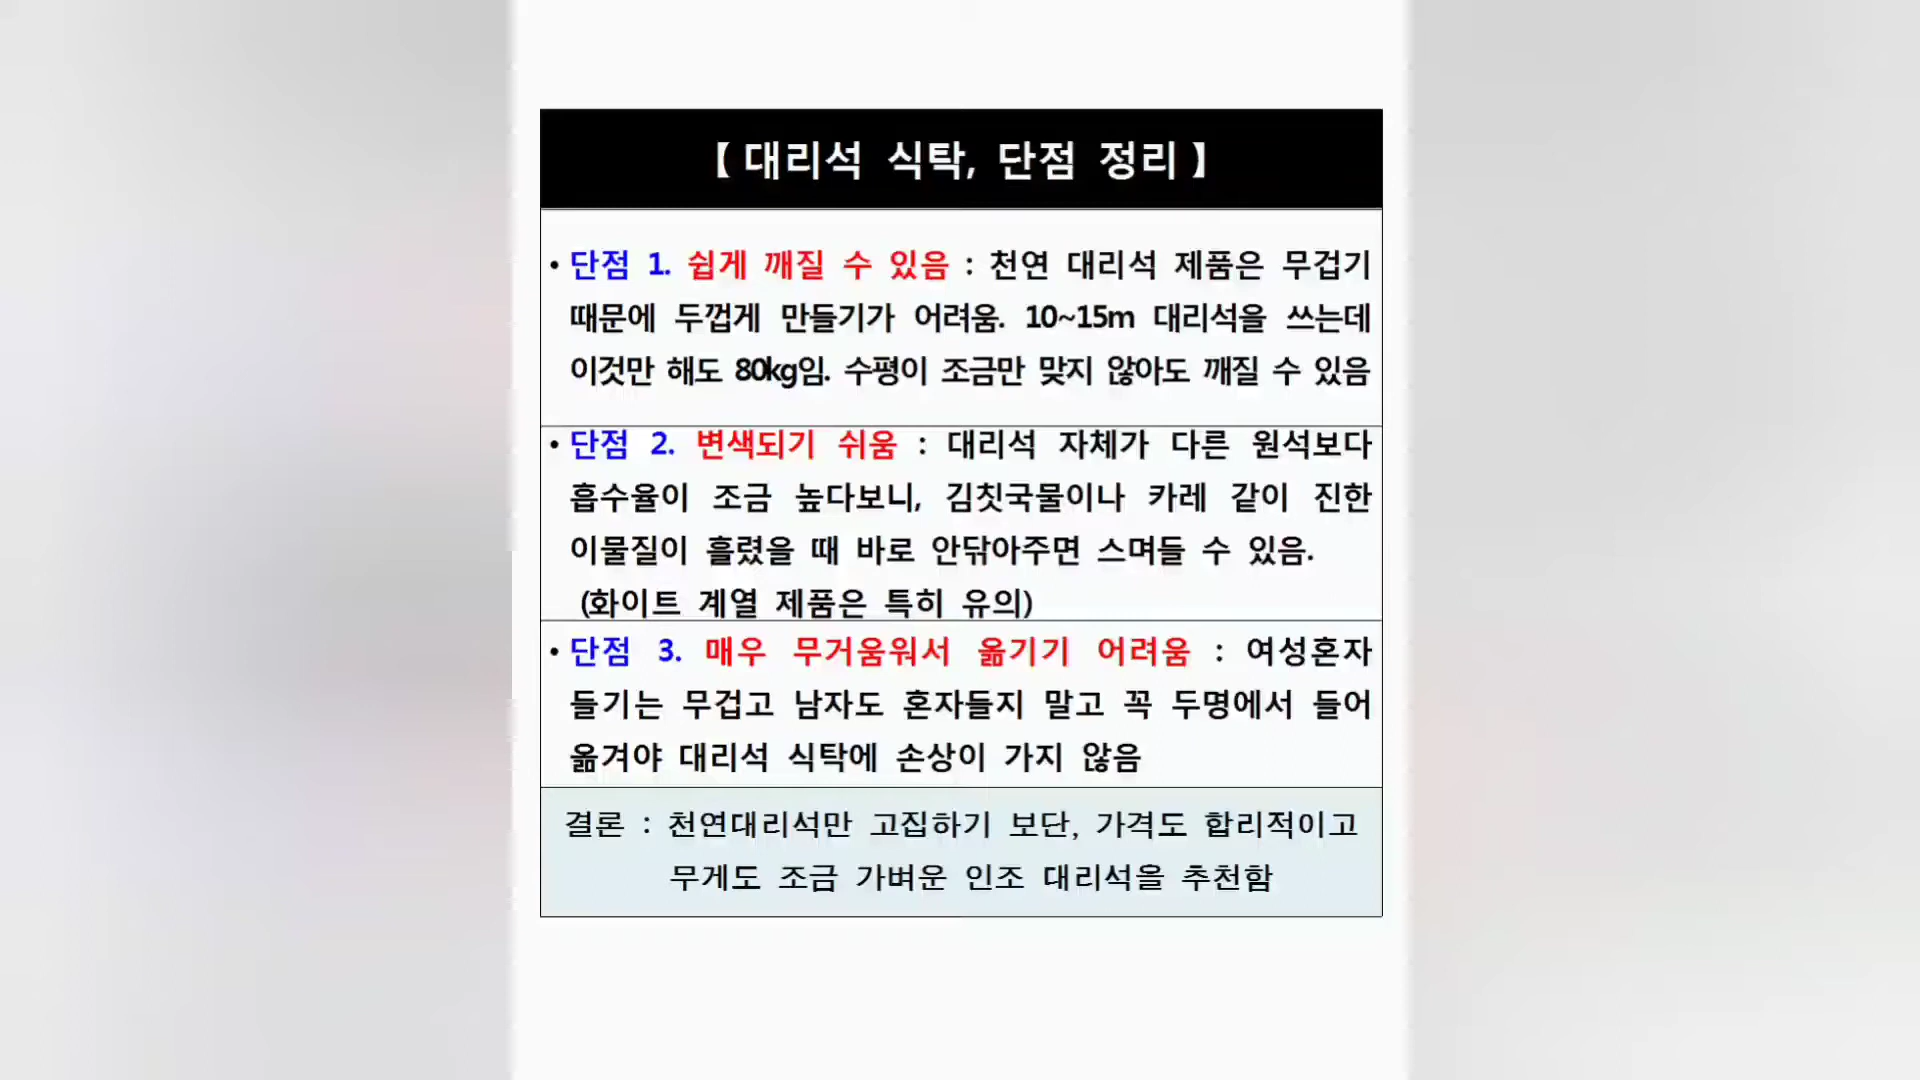 【 대리석 식탁, 단점 정리 】
• 단점 1. 쉽게 깨질 수 있음 : 천연 대리석 제품은 무겁기
때문에 두껍게 만들기가 어려움. 10~15m 대리석을 쓰는데
이것만 해도 80kg임. 수평이 조금만 맞지 않아도 깨질 수 있음
• 단점 2. 변색되기 쉬움 : 대리석 자체가 다른 원석보다
흡수율이 조금 높다보니, 김칫국물이나 카레 같이 진한
이물질이 흘렸을 때 바로 안닦아주면 스며들 수 있음.
(화이트 계열 제품은 특히 유의)
• 단점 3. 매우 무거움워서 옮기기 어려움 : 여성혼자
들기는 무겁고 남자도 혼자들지 말고 꼭 두명에서 들어
옮겨야 대리석 식탁에 손상이 가지 않음
결론 : 천연대리석만 고집하기 보단, 가격도 합리적이고
무게도 조금 가벼운 인조 대리석을 추천함